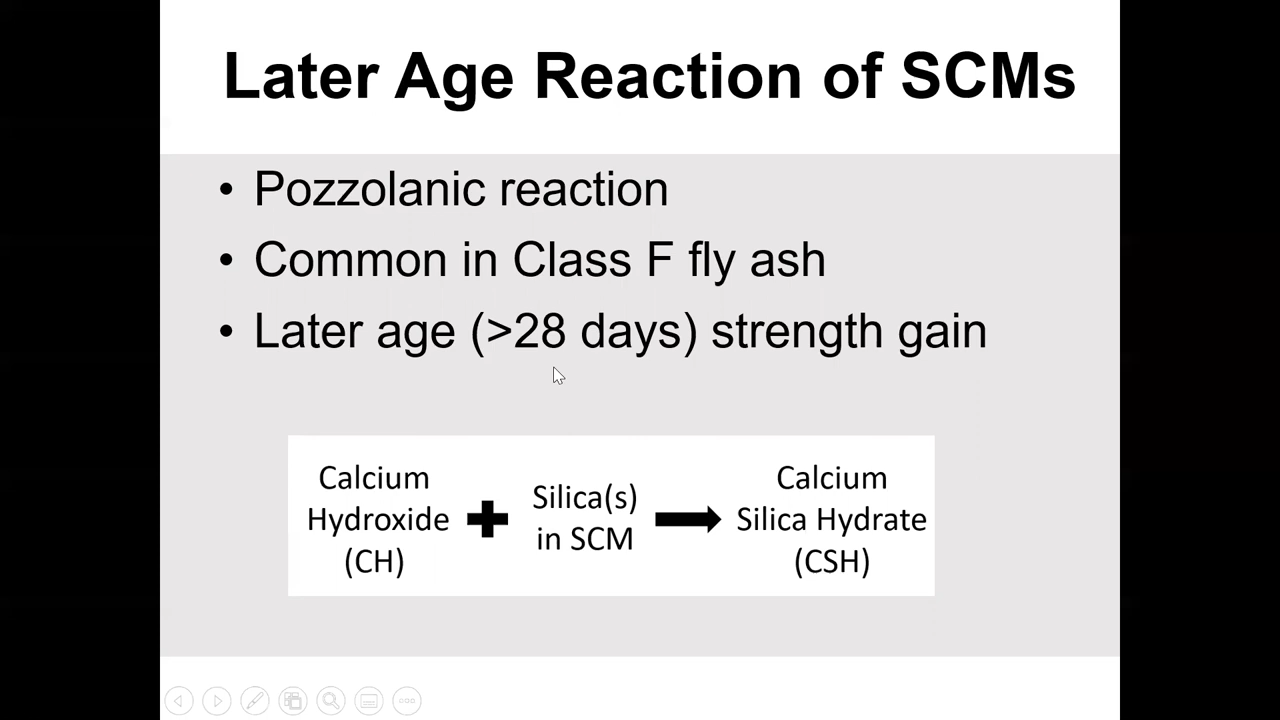 Later Age Reaction of SCMs
• Pozzolanic reaction
• Common in Class F fly ash
• Later age (>28 days) strength gain
Calcium
Hydroxide
(CH)
Silica(s)
in SCM
Calcium
Silica Hydrate
(CSH)